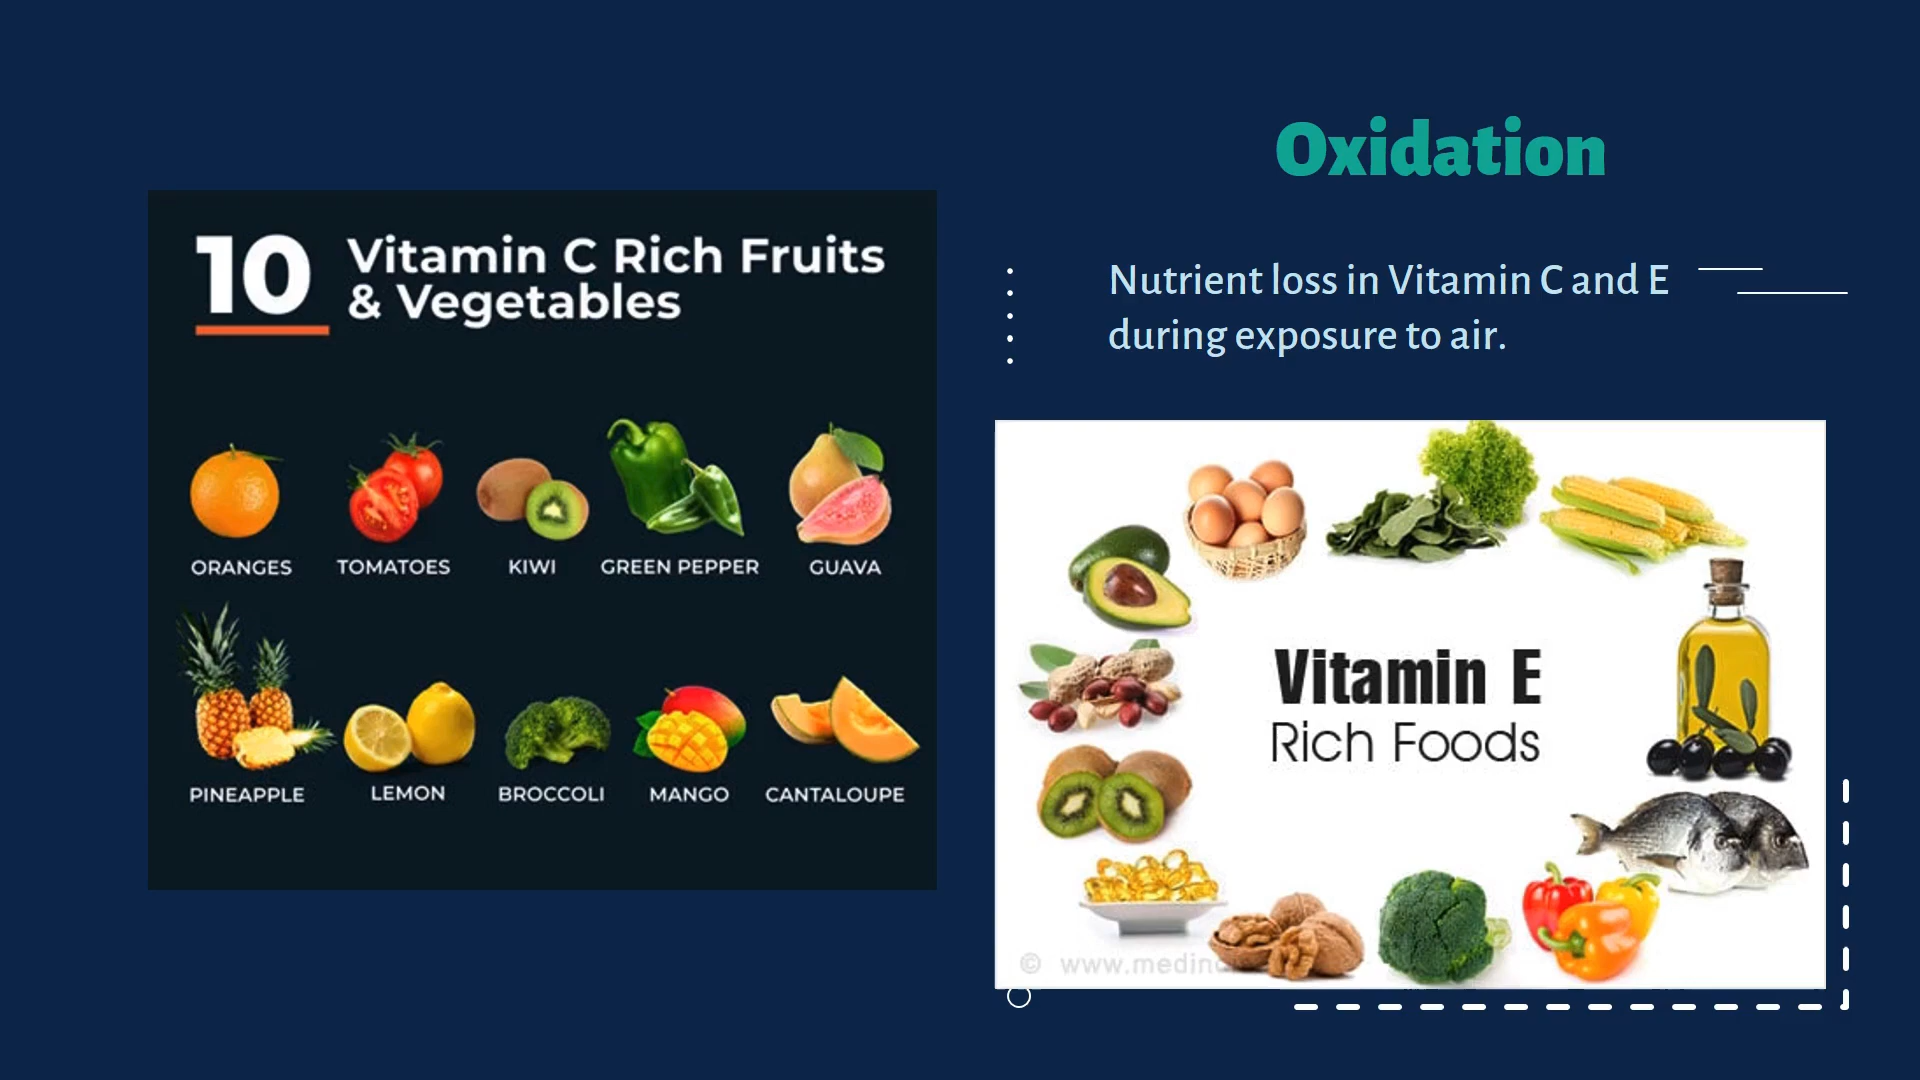 Oxidation
Nutrient loss in Vitamin C and E
during exposure to air.
10 Vitamin C Rich Fruits
& Vegetables
ORANGES TOMATOES KIWI GREEN PEPPER GUAVA
PINEAPPLE LEMON BROCCOLI MANGO CANTALOUPE
Vitamin E
Rich Foods
©